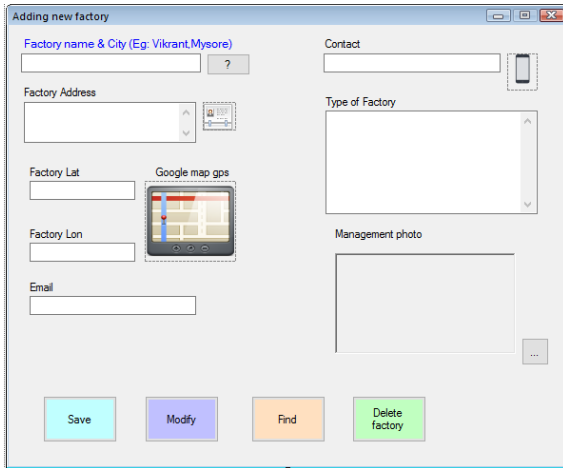 Adding new factory
Factory name & City (Eg: Vikrant,Mysore)
?
Contact
Factory Address
Type of Factory
Factory Lat
Google map gps
Factory Lon
Management photo
Email
...
Save
Modify
Find
Delete
factory